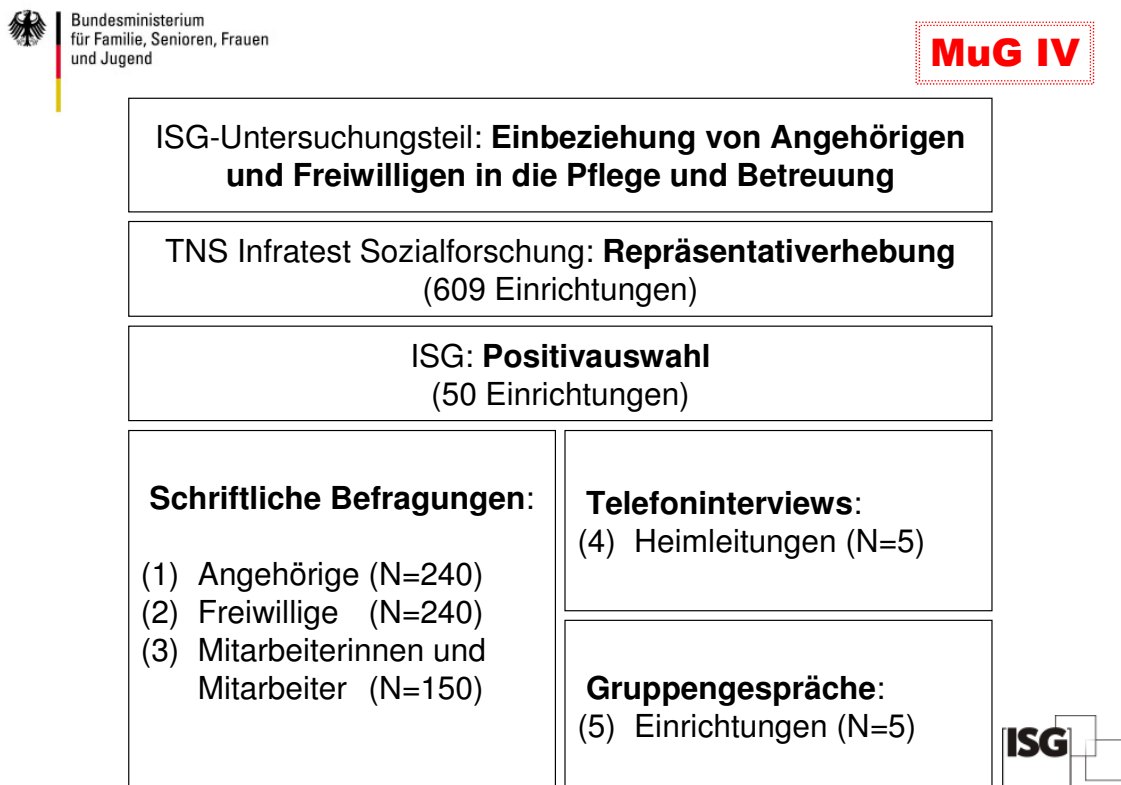 Bundesministerium
für Familie, Senioren, Frauen
und Jugend
MuG IV
ISG-Untersuchungsteil: Einbeziehung von Angehörigen
und Freiwilligen in die Pflege und Betreuung
TNS Infratest Sozialforschung: Repräsentativerhebung
(609 Einrichtungen)
ISG: Positivauswahl
(50 Einrichtungen)
Schriftliche Befragungen:
(1) Angehörige (N=240)
(2) Freiwillige (N=240)
(3) Mitarbeiterinnen und
Mitarbeiter (N=150)
Telefoninterviews:
(4) Heimleitungen (N=5)
Gruppengespräche:
(5) Einrichtungen (N=5)
ISG